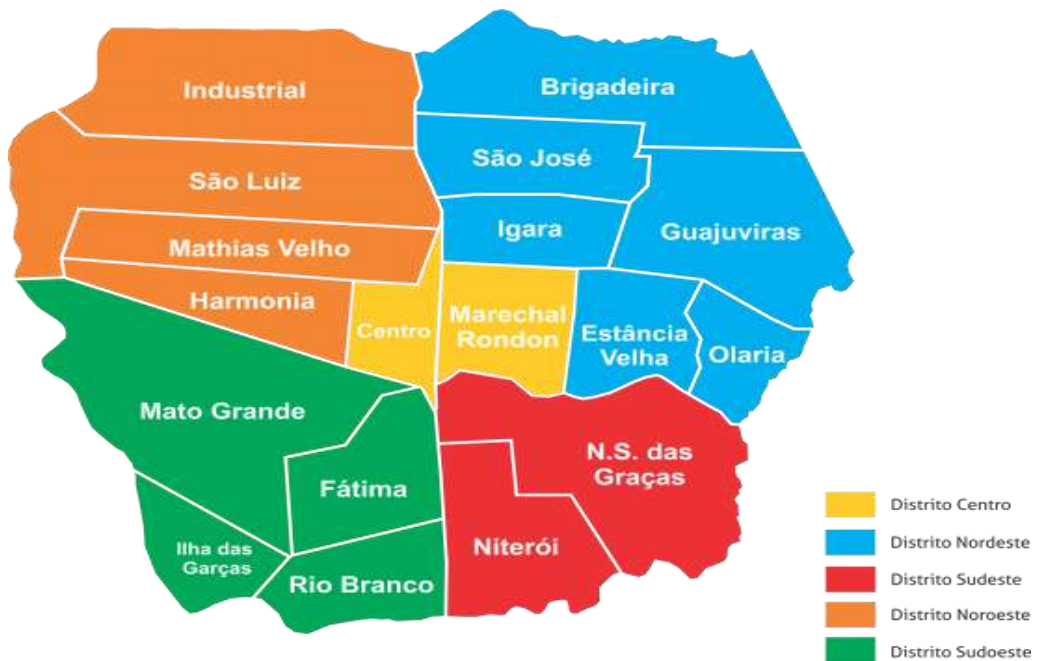 Industrial
Brigadeira
São José
São Luiz
Igara
Guajuviras
Mathias Velho
Harmonia
Centro
Marechal
Rondon
Estância
Velha
Olaria
Mato Grande
N.S. das
Graças
Fátima
Niterói
Ilha das
Garças
Rio Branco
Distrito Centro
Distrito Nordeste
Distrito Sudeste
Distrito Noroeste
Distrito Sudoeste